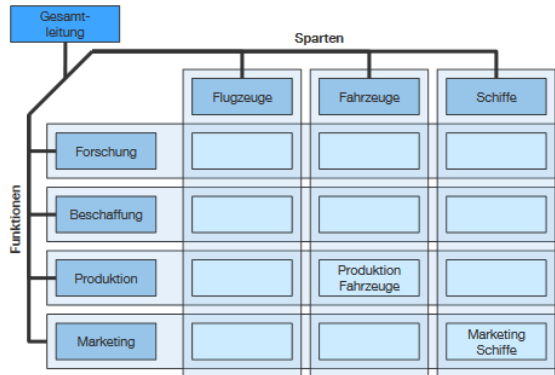 Gesamt-
leitung
Sparten
Flugzeuge
Fahrzeuge
Schiffe
Funktionen
Forschung
Beschaffung
Produktion
Produktion
Fahrzeuge
Marketing
Marketing
Schiffe